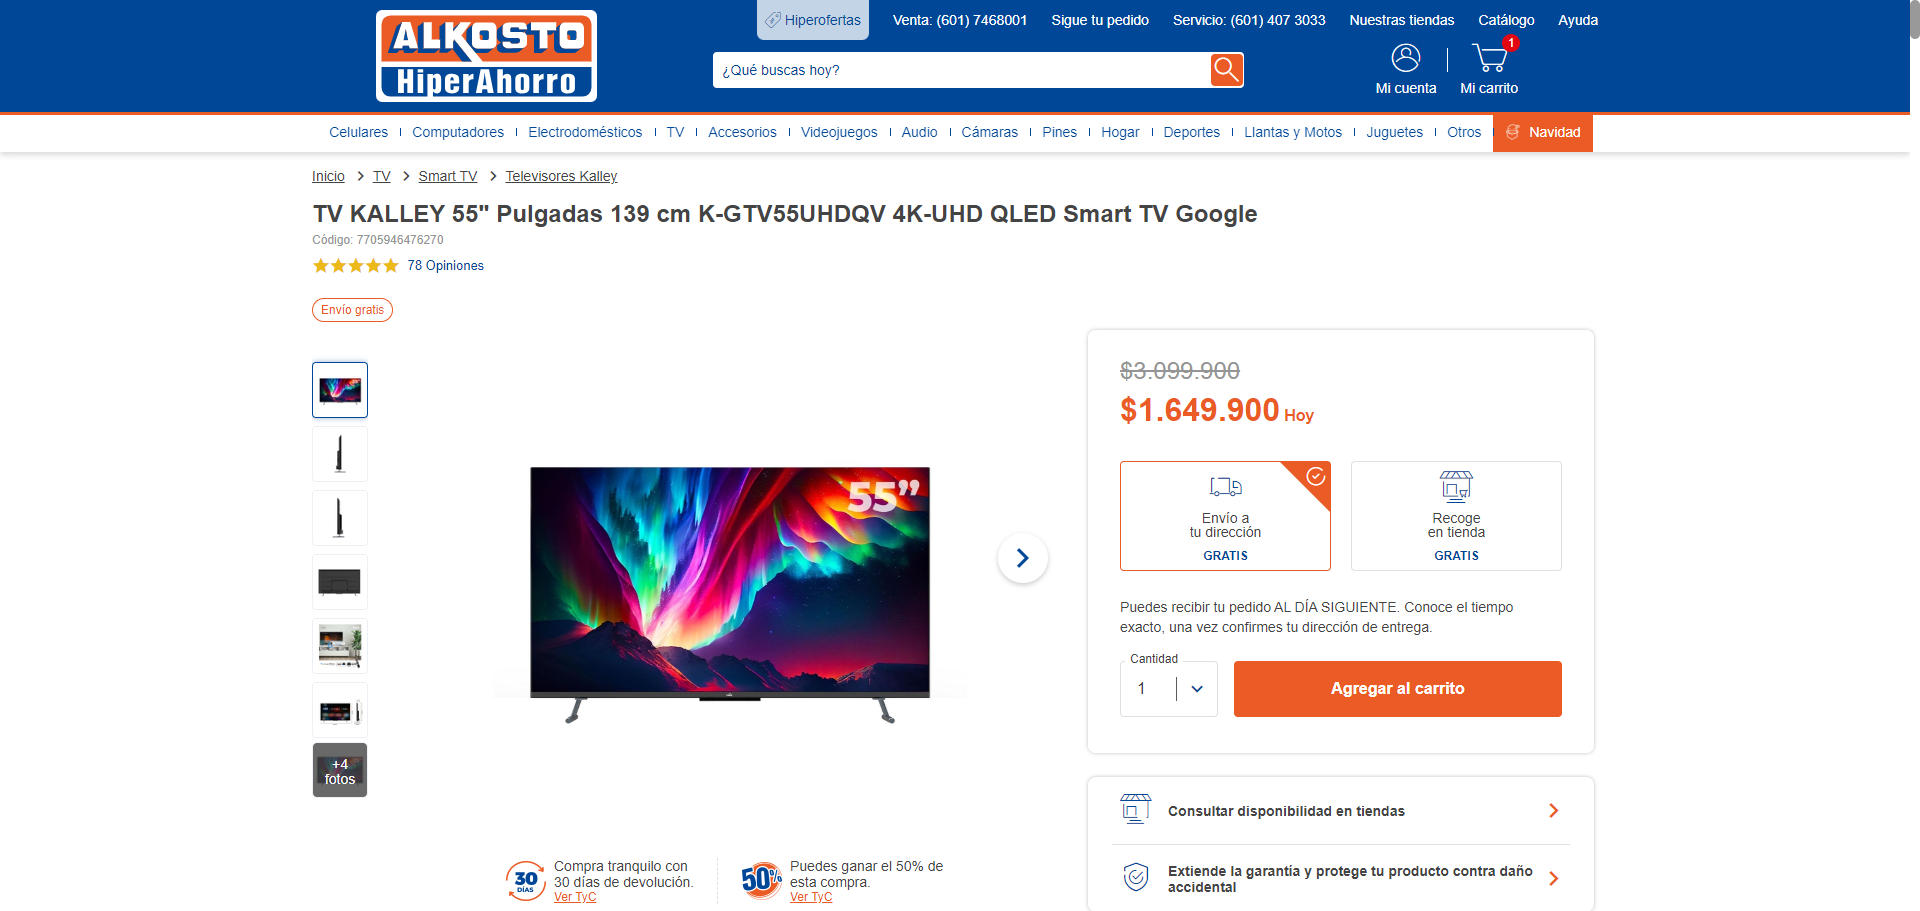 ALKOSTO
HiperAhorro
Hiperofertas
Venta: (601) 7468001
Sigue tu pedido
Servicio: (601) 407 3033
Nuestras tiendas
Catálogo
Ayuda
¿Qué buscas hoy?
Mi cuenta
1
Mi carrito
Celulares
Computadores
Electrodomésticos
TV
Accesorios
Videojuegos
Audio
Cámaras
Pines
Hogar
Deportes
Llantas y Motos
Juguetes
Otros
Navidad
Inicio
TV
Smart TV
Televisores Kalley
TV KALLEY 55" Pulgadas 139 cm K-GTV55UHDQV 4K-UHD QLED Smart TV Google
Código: 7705946476270
78 Opiniones
Envío gratis
+4
fotos
55”
$3.099.900
$1.649.900 Hoy
Envío a
tu dirección
GRATIS
Recoge
en tienda
GRATIS
Puedes recibir tu pedido AL DÍA SIGUIENTE. Conoce el tiempo
exacto, una vez confirmes tu dirección de entrega.
Cantidad
1
Agregar al carrito
Consultar disponibilidad en tiendas
Extiende la garantía y protege tu producto contra daño
accidental
30
DÍAS
Compra tranquilo con
30 días de devolución.
Ver TyC
50%
Puedes ganar el 50% de
esta compra.
Ver TyC